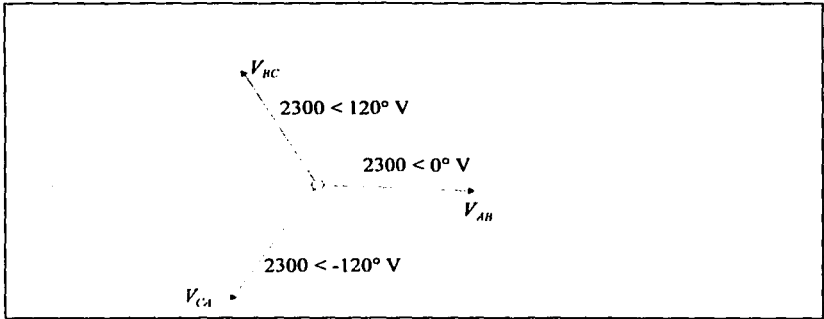 V_BC
2300 < 120° V
2300 < 0° V
V_AB
2300 < -120° V
V_CA